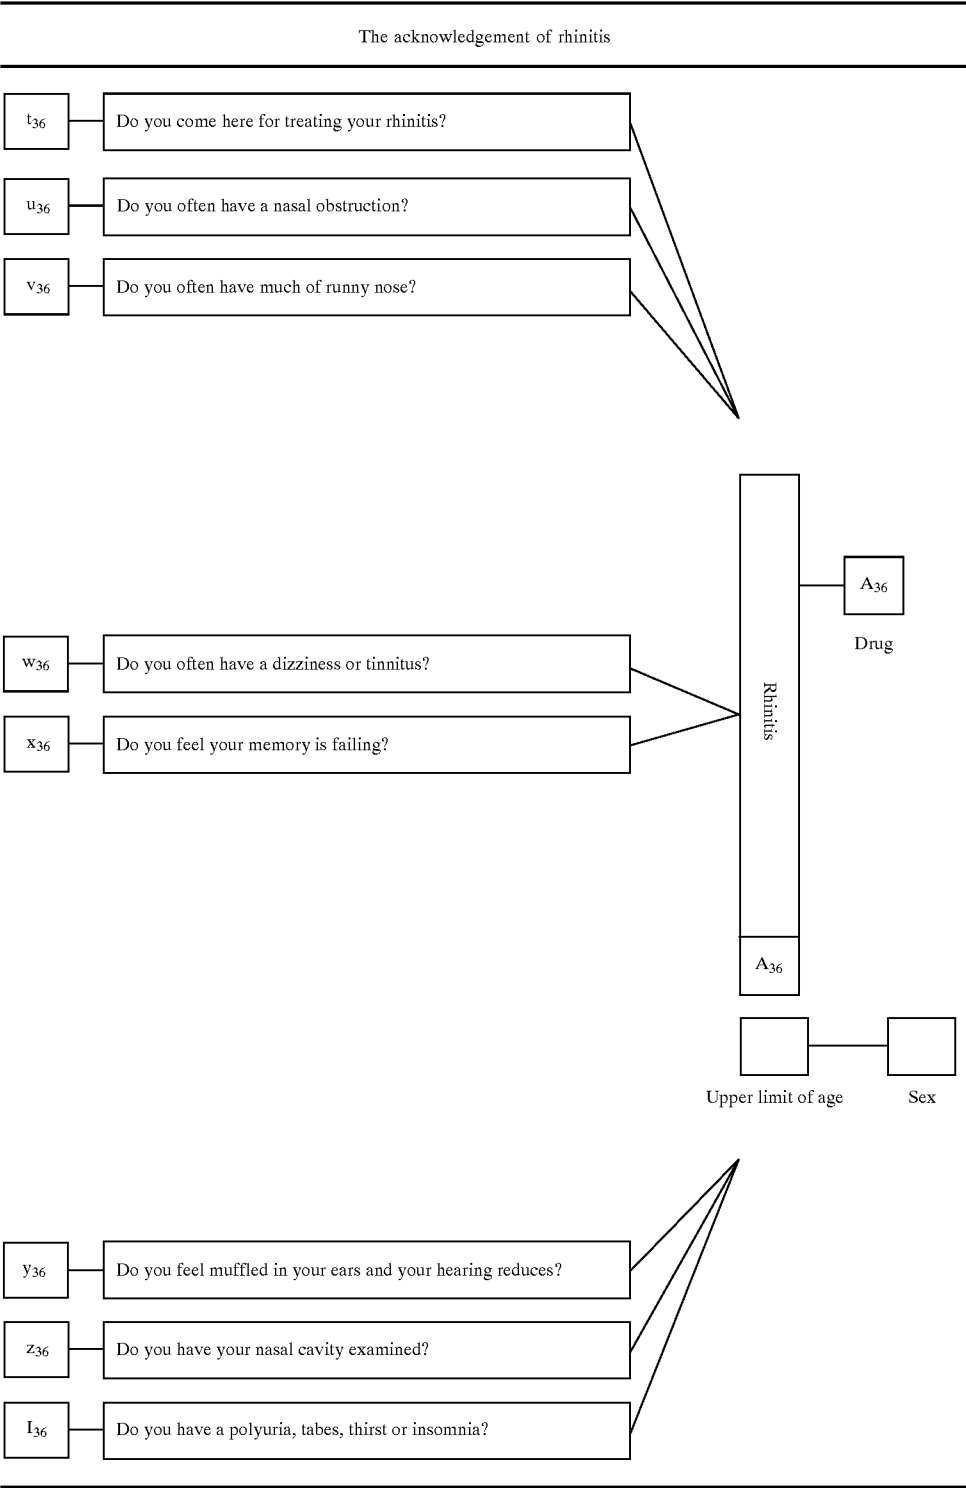 The acknowledgement of rhinitis
t36 Do you come here for treating your rhinitis?
u36 Do you often have a nasal obstruction?
v36 Do you often have much of runny nose?
A36
Drug
w36 Do you often have a dizziness or tinnitus?
Rhinitis
x36 Do you feel your memory is failing?
A36
Upper limit of age Sex
y36 Do you feel muffled in your ears and your hearing reduces?
z36 Do you have your nasal cavity examined?
I36 Do you have a polyuria, tabes, thirst or insomnia?